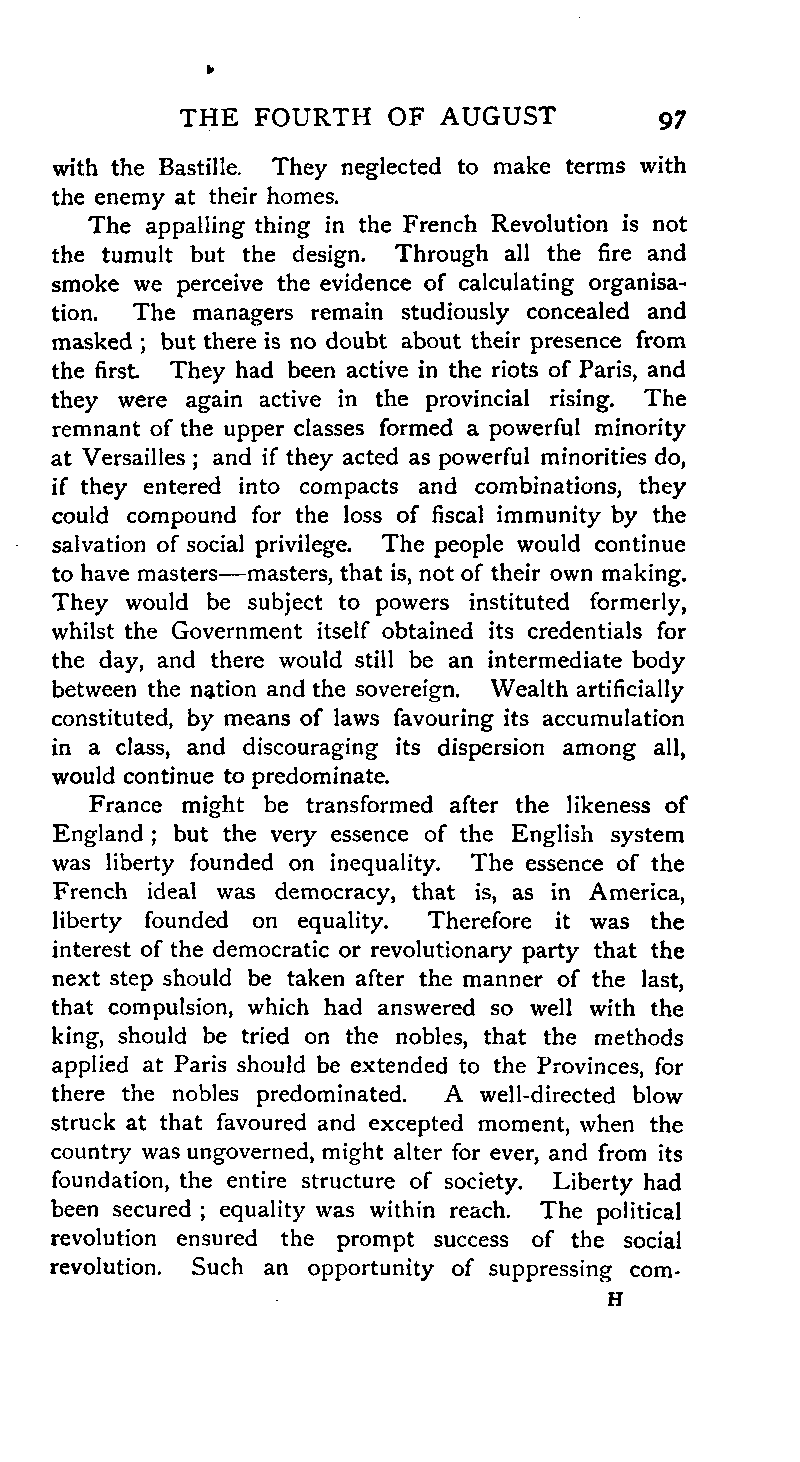 THE FOURTH OF AUGUST 97
with the Bastille. They neglected to make terms with
the enemy at their homes.
The appalling thing in the French Revolution is not
the tumult but the design. Through all the fire and
smoke we perceive the evidence of calculating organisa-
tion. The managers remain studiously concealed and
masked ; but there is no doubt about their presence from
the first. They had been active in the riots of Paris, and
they were again active in the provincial rising. The
remnant of the upper classes formed a powerful minority
at Versailles ; and if they acted as powerful minorities do,
if they entered into compacts and combinations, they
could compound for the loss of fiscal immunity by the
salvation of social privilege. The people would continue
to have masters—masters, that is, not of their own making.
They would be subject to powers instituted formerly,
whilst the Government itself obtained its credentials for
the day, and there would still be an intermediate body
between the nation and the sovereign. Wealth artificially
constituted, by means of laws favouring its accumulation
in a class, and discouraging its dispersion among all,
would continue to predominate.
France might be transformed after the likeness of
England ; but the very essence of the English system
was liberty founded on inequality. The essence of the
French ideal was democracy, that is, as in America,
liberty founded on equality. Therefore it was the
interest of the democratic or revolutionary party that the
next step should be taken after the manner of the last,
that compulsion, which had answered so well with the
king, should be tried on the nobles, that the methods
applied at Paris should be extended to the Provinces, for
there the nobles predominated. A well-directed blow
struck at that favoured and excepted moment, when the
country was ungoverned, might alter for ever, and from its
foundation, the entire structure of society. Liberty had
been secured ; equality was within reach. The political
revolution ensured the prompt success of the social
revolution. Such an opportunity of suppressing com-
H